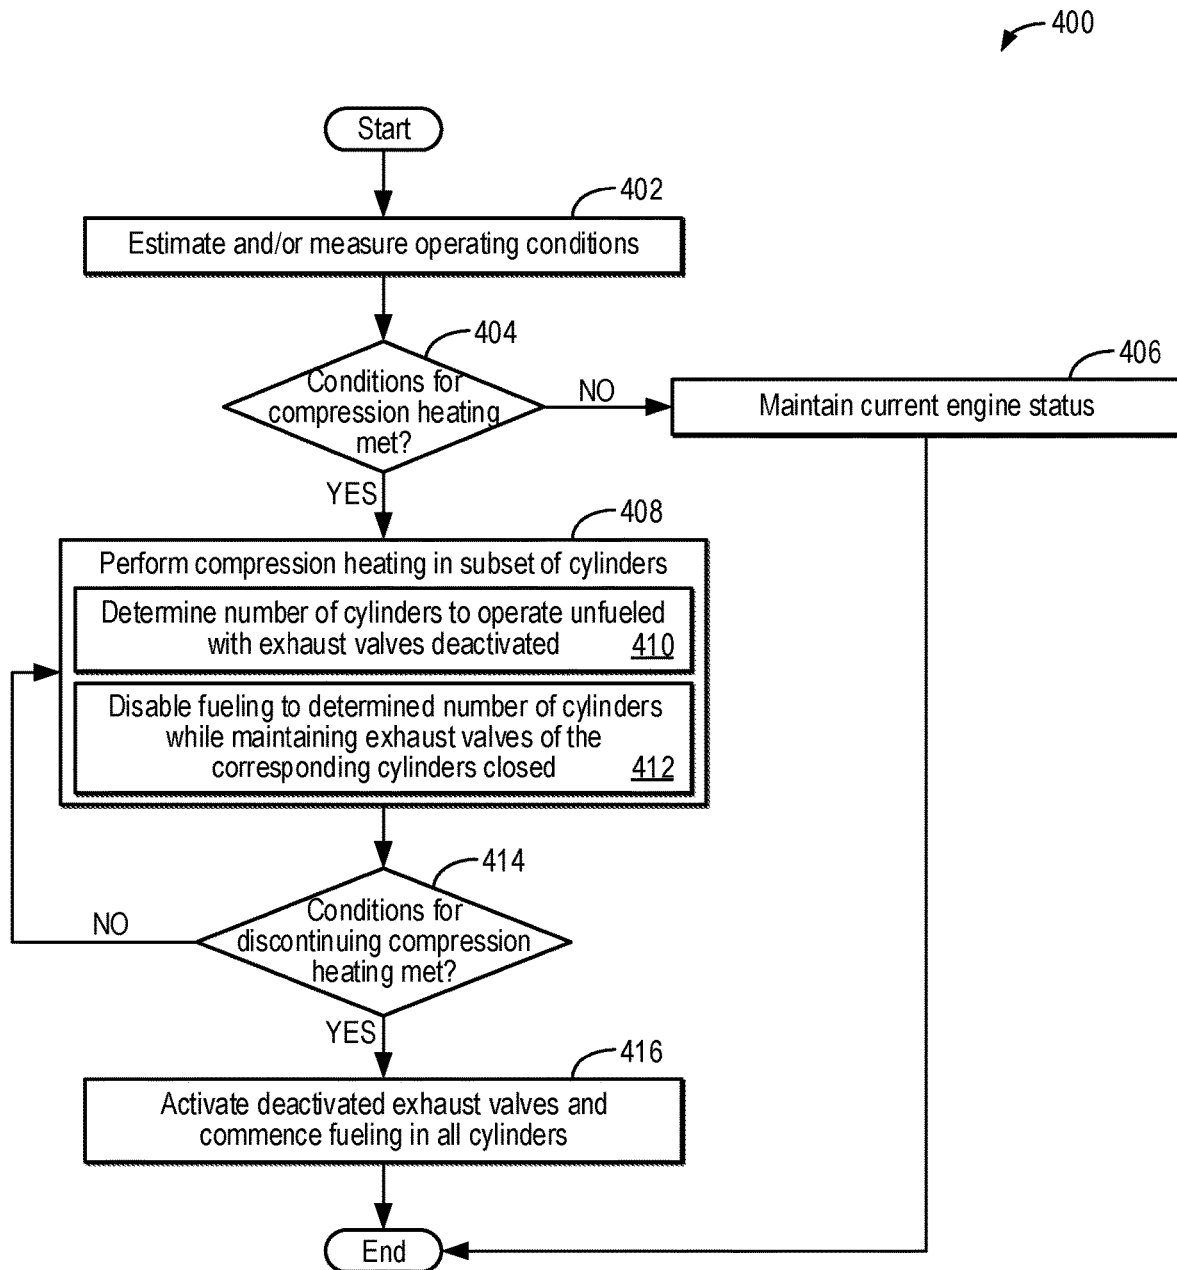 400
Start
402
Estimate and/or measure operating conditions
404
Conditions for
compression heating
met?
NO
406
Maintain current engine status
YES
408
Perform compression heating in subset of cylinders
Determine number of cylinders to operate unfueled
with exhaust valves deactivated 410
Disable fueling to determined number of cylinders
while maintaining exhaust valves of the
corresponding cylinders closed 412
414
Conditions for
discontinuing compression
heating met?
NO
YES
416
Activate deactivated exhaust valves and
commence fueling in all cylinders
End